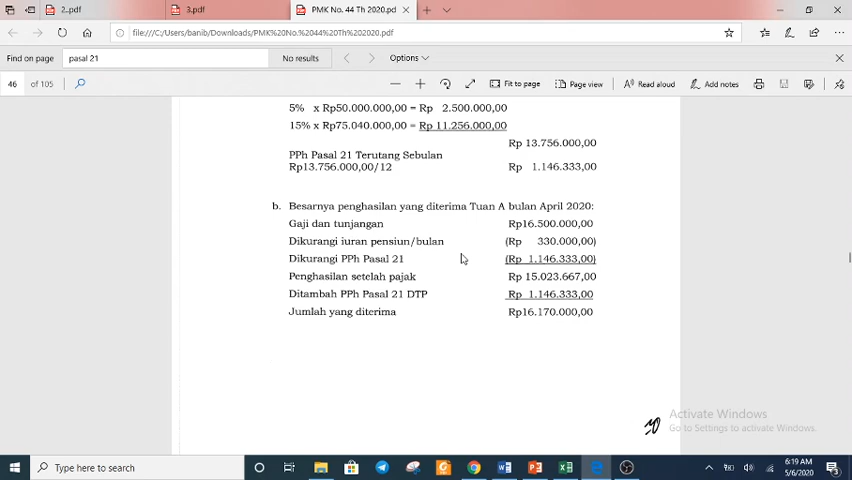 2..pdf
3.pdf
PMK No. 44 Th 2020.pd
file:///C:/Users/banib/Downloads/PMK%20No.%2044%20Th%202020.pdf
Find on page
pasal 21
No results
Options
46 of 105
Fit to page
Page view
Read aloud
Add notes
5% x Rp50.000.000,00 = Rp 2.500.000,00
15% x Rp75.040.000,00 = Rp 11.256.000,00
Rp 13.756.000,00
PPh Pasal 21 Terutang Sebulan
Rp13.756.000,00/12 Rp 1.146.333,00
b. Besarnya penghasilan yang diterima Tuan A bulan April 2020:
Gaji dan tunjangan Rp16.500.000,00
Dikurangi iuran pensiun/bulan (Rp 330.000,00)
Dikurangi PPh Pasal 21 (Rp 1.146.333,00)
Penghasilan setelah pajak Rp 15.023.667,00
Ditambah PPh Pasal 21 DTP Rp 1.146.333,00
Jumlah yang diterima Rp16.170.000,00
Activate Windows
Go to Settings to activate Windows.
Type here to search
6:19 AM
5/6/2020
3